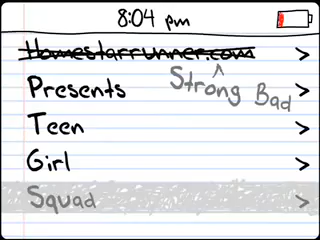 8:04 pm
Homestarrunner.com >
Strong Bad
Presents >
Teen >
Girl >
Squad >